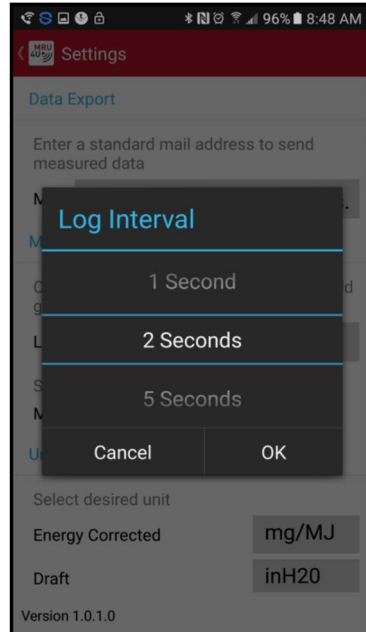 96% 8:48 AM
MRU
4U
Settings
Data Export
Enter a standard mail address to send
measured data
M
Log Interval
M
1 Second
d
g
2 Seconds
L
5 Seconds
S
M
Cancel
OK
U
Select desired unit
Energy Corrected
mg/MJ
Draft
inH20
Version 1.0.1.0